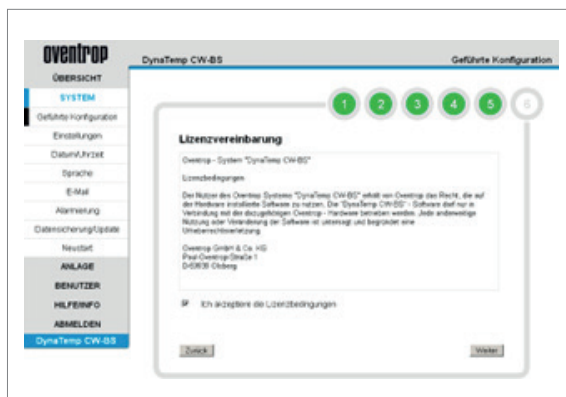 oventrop
DynaTemp CW-BS
Geführte Konfiguration
ÜBERSICHT
SYSTEM
Geführte Konfiguration
Einstellungen
Datum/Uhrzeit
Sprache
E-Mail
Alarmierung
Datensicherung/Update
Neustart
ANLAGE
BENUTZER
HILFE/INFO
ABMELDEN
DynaTemp CW-BS
1 2 3 4 5 6
Lizenzvereinbarung
Oventrop - System "DynaTemp CW-BS"
Lizenzbedingungen
Der Nutzer des Oventrop Systems "DynaTemp CW-BS" erhält von Oventrop das Recht, die auf
der Hardware installierte Software zu nutzen. Die "DynaTemp CW-BS" - Software darf nur in
Verbindung mit der dazugehörigen Oventrop - Hardware betrieben werden. Jede anderweitige
Nutzung oder Veränderung der Software ist untersagt und begründet eine
Urheberrechtsverletzung.
Oventrop GmbH & Co. KG
Paul-Oventrop-Straße 1
D-59939 Olsberg
Ich akzeptiere die Lizenzbedingungen
Zurück
Weiter